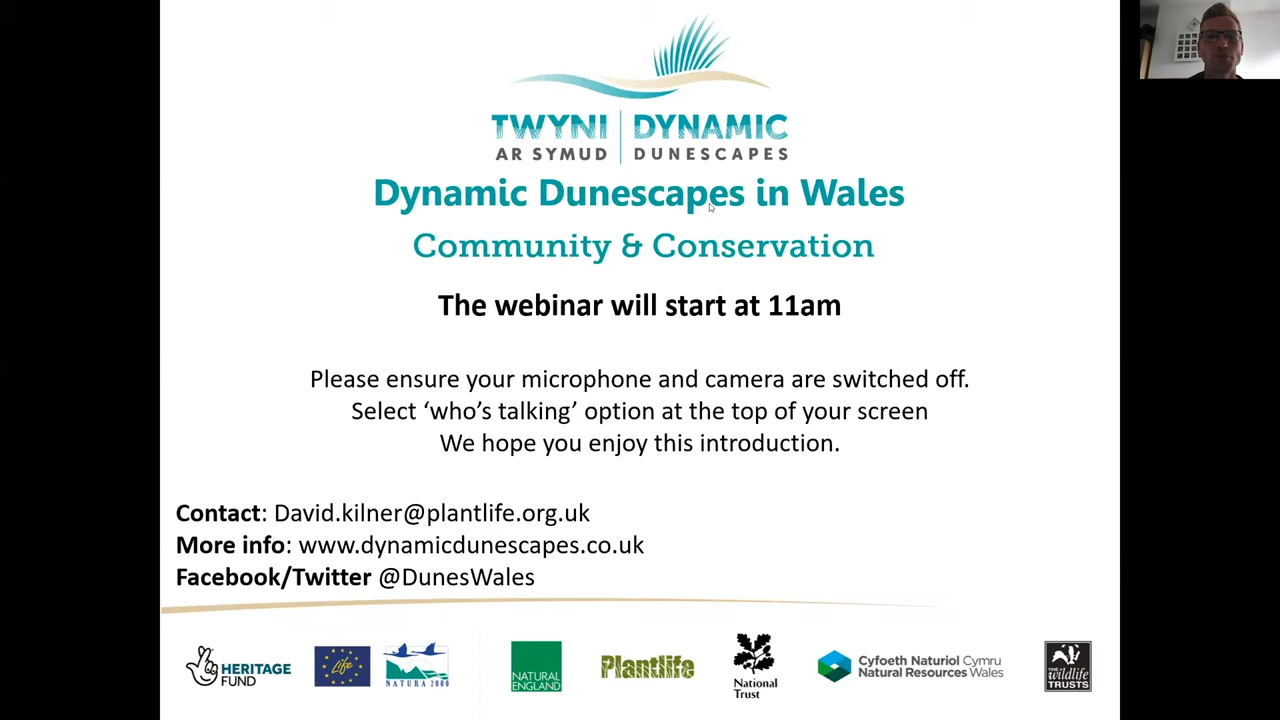 TWYNI AR SYMUD
DYNAMIC DUNESCAPES
Dynamic Dunescapes in Wales
Community & Conservation
The webinar will start at 11am
Please ensure your microphone and camera are switched off.
Select ‘who’s talking’ option at the top of your screen
We hope you enjoy this introduction.
Contact: David.kilner@plantlife.org.uk
More info: www.dynamicdunescapes.co.uk
Facebook/Twitter @DunesWales
HERITAGE
FUND
Life
NATURA 2000
NATURAL
ENGLAND
Plantlife
National
Trust
Cyfoeth Naturiol Cymru
Natural Resources Wales
THE
wildlife
TRUSTS